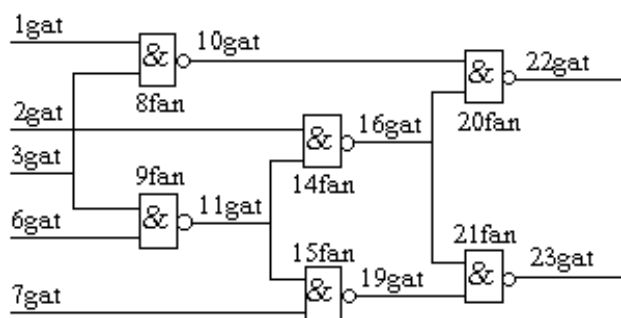 1gat
&
10gat
&
22gat
8fan
2gat
&
16gat
20fan
3gat
9fan
&
11gat
14fan
6gat
15fan
21fan
&
19gat
&
23gat
7gat